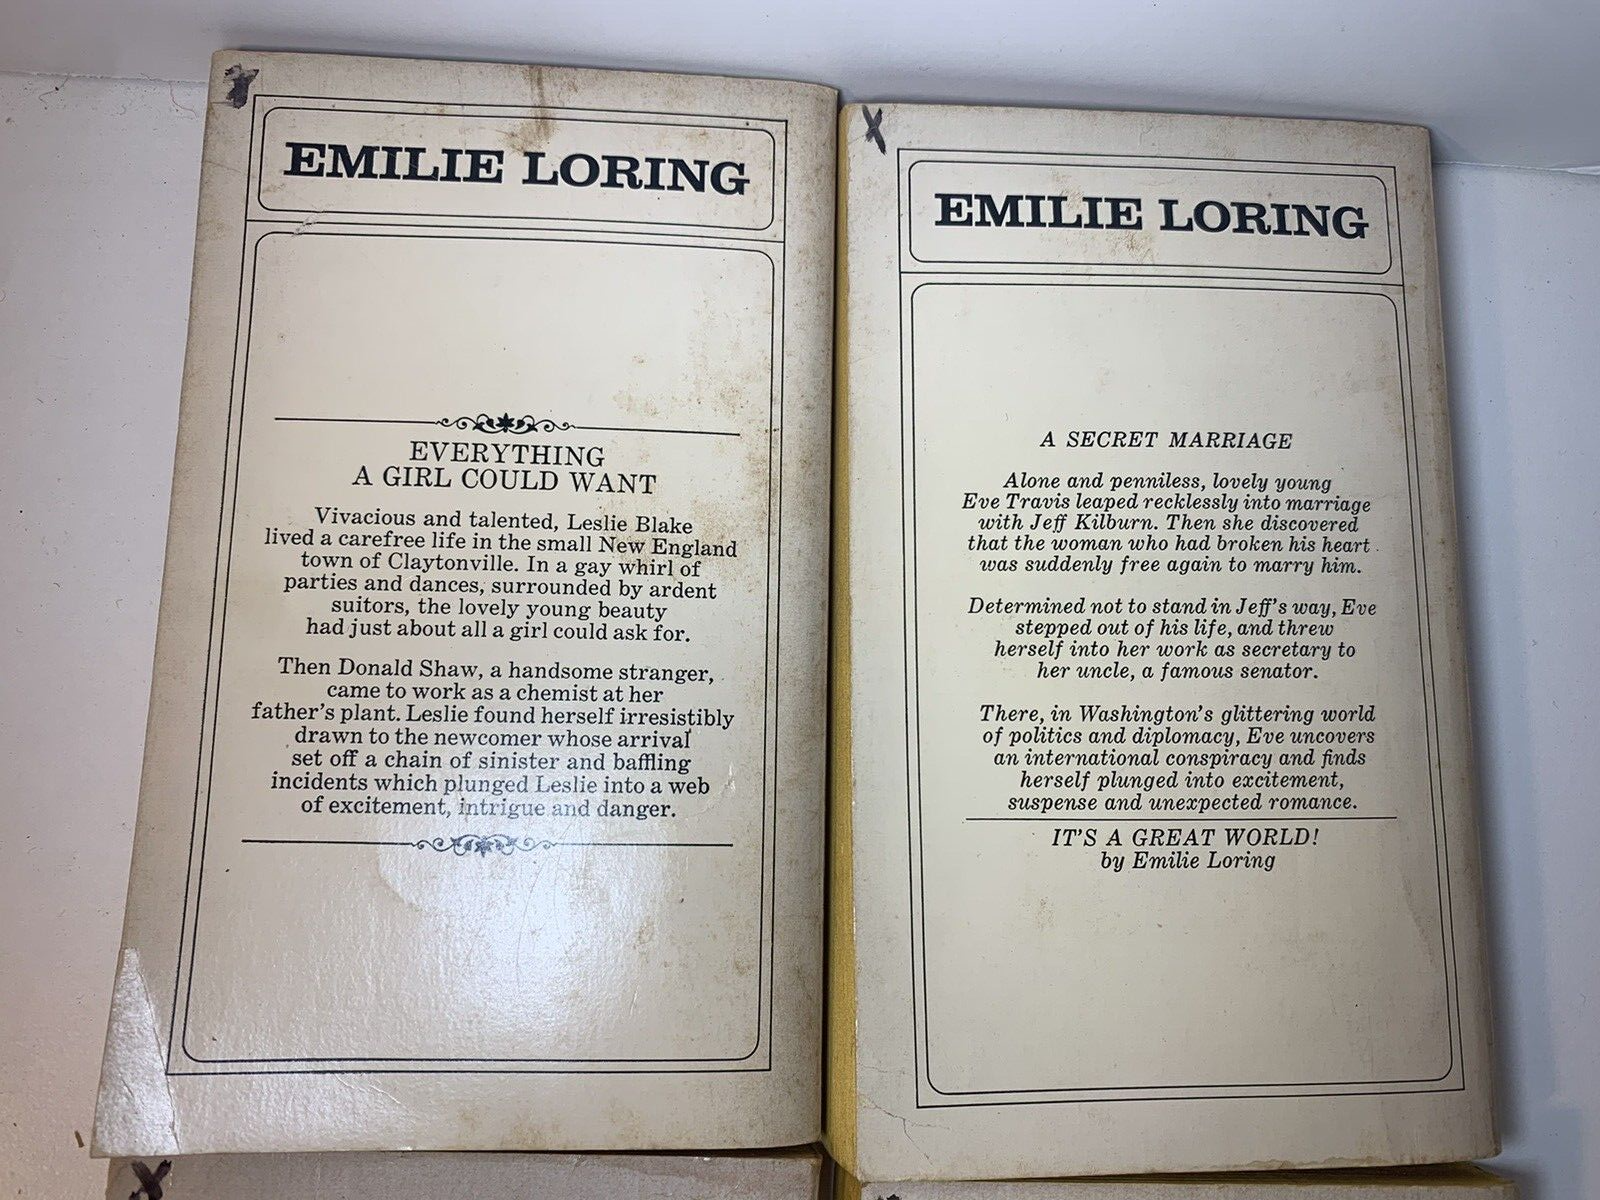 EMILIE LORING
EVERYTHING
A GIRL COULD WANT
Vivacious and talented, Leslie Blake
lived a carefree life in the small New England
town of Claytonville. In a gay whirl of
parties and dances, surrounded by ardent
suitors, the lovely young beauty
had just about all a girl could ask for.
Then Donald Shaw, a handsome stranger,
came to work as a chemist at her
father's plant. Leslie found herself irresistibly
drawn to the newcomer whose arrival
set off a chain of sinister and baffling
incidents which plunged Leslie into a web
of excitement, intrigue and danger.
X
EMILIE LORING
A SECRET MARRIAGE
Alone and penniless, lovely young
Eve Travis leaped recklessly into marriage
with Jeff Kilburn. Then she discovered
that the woman who had broken his heart
was suddenly free again to marry him.
Determined not to stand in Jeff's way, Eve
stepped out of his life, and threw
herself into her work as secretary to
her uncle, a famous senator.
There, in Washington's glittering world
of politics and diplomacy, Eve uncovers
an international conspiracy and finds
herself plunged into excitement,
suspense and unexpected romance.
IT'S A GREAT WORLD!
by Emilie Loring
X